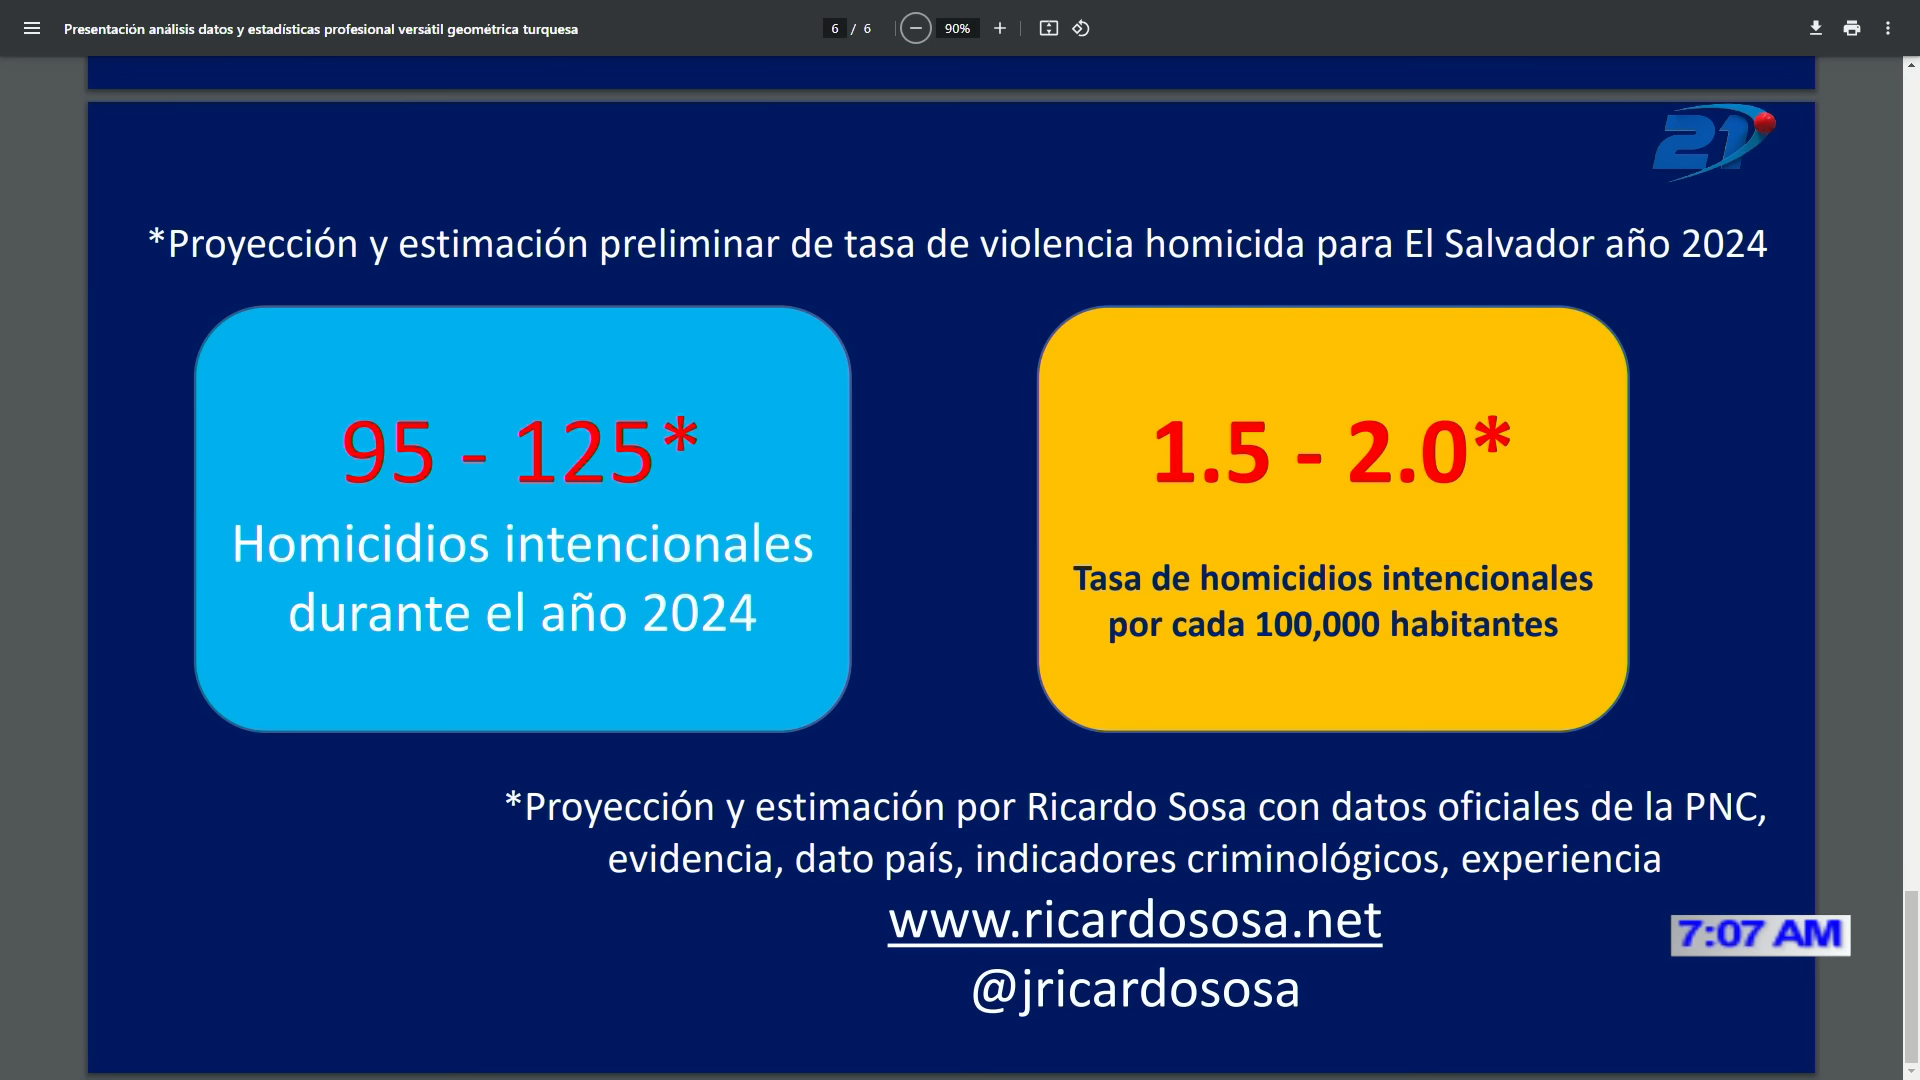 Presentación análisis datos y estadísticas profesional versátil geométrica turquesa
6 / 6
90%
21
*Proyección y estimación preliminar de tasa de violencia homicida para El Salvador año 2024
95 - 125*
Homicidios intencionales
durante el año 2024
1.5 - 2.0*
Tasa de homicidios intencionales
por cada 100,000 habitantes
*Proyección y estimación por Ricardo Sosa con datos oficiales de la PNC,
evidencia, dato país, indicadores criminológicos, experiencia
www.ricardososa.net
@jricardososa
7:07 AM